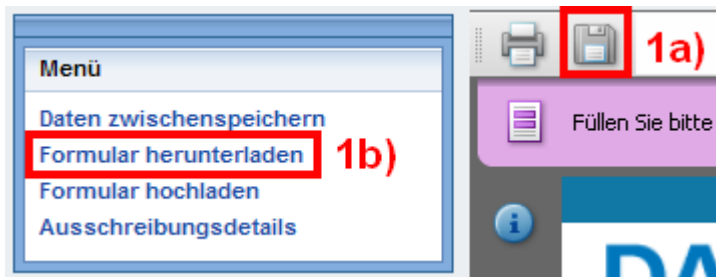 Menü
Daten zwischenspeichern
Formular herunterladen
1b)
Formular hochladen
Ausschreibungsdetails
1a)
Füllen Sie bitte
DA